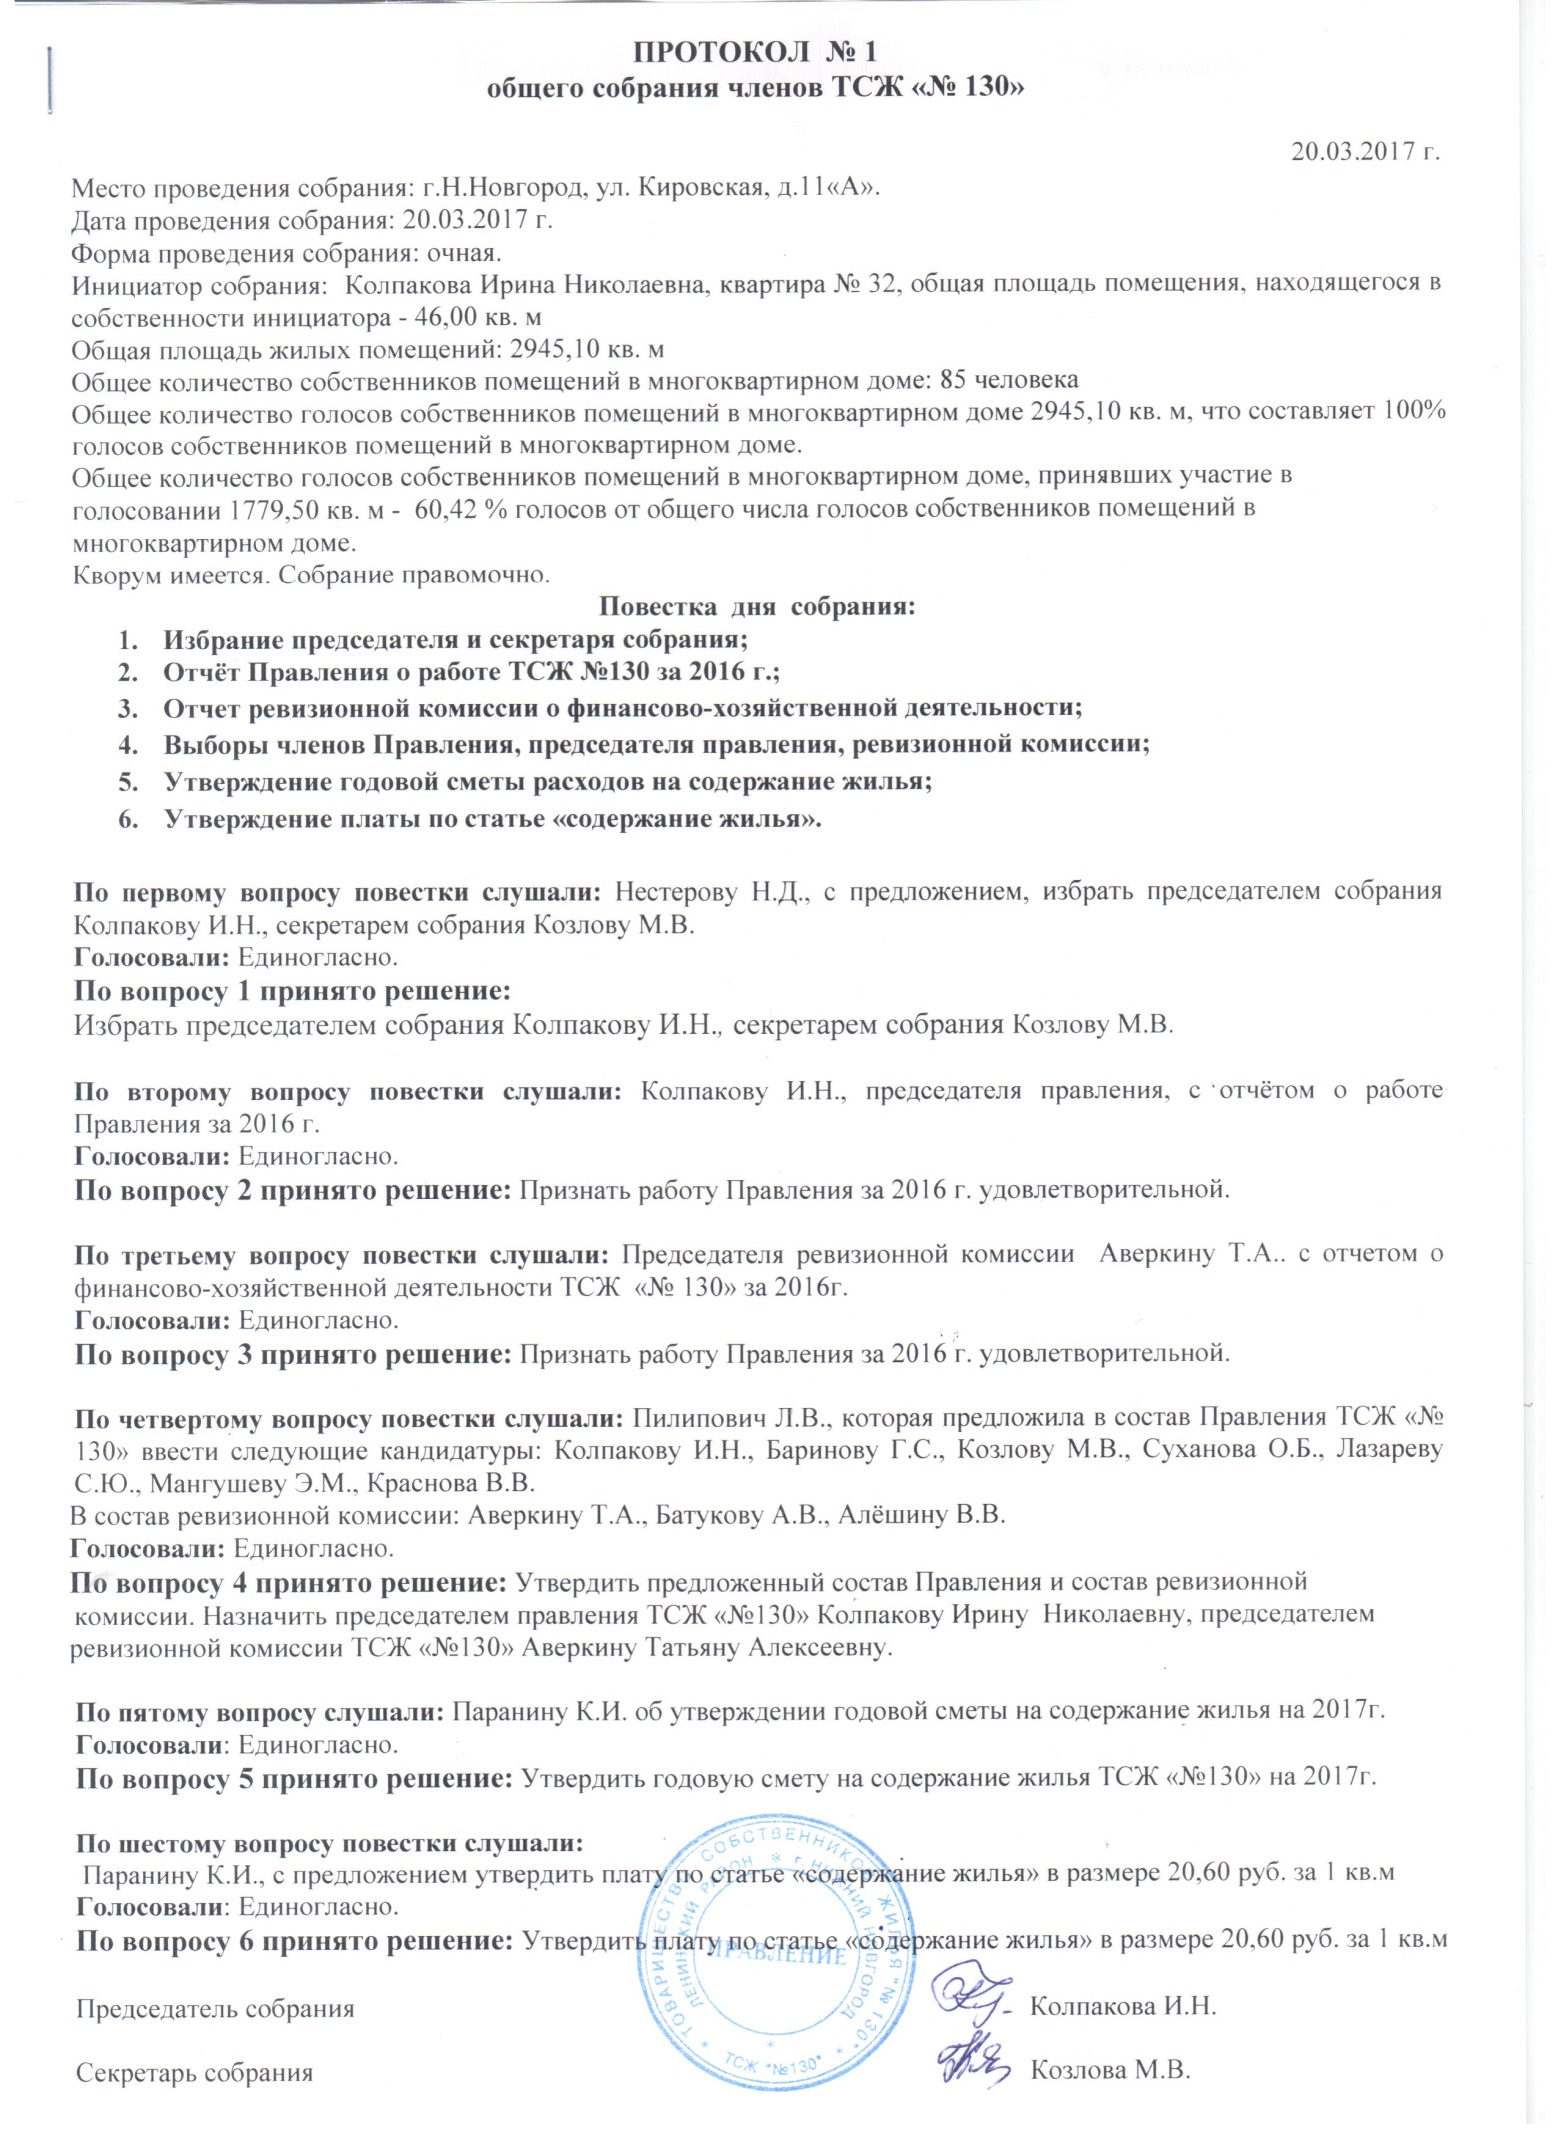 ПРОТОКОЛ № 1
общего собрания членов ТСЖ «№ 130»
20.03.2017 г.
Место проведения собрания: г.Н.Новгород, ул. Кировская, д.11«А».
Дата проведения собрания: 20.03.2017 г.
Форма проведения собрания: очная.
Инициатор собрания: Колпакова Ирина Николаевна, квартира № 32, общая площадь помещения, находящегося в
собственности инициатора - 46,00 кв. м
Общая площадь жилых помещений: 2945,10 кв. м
Общее количество собственников помещений в многоквартирном доме: 85 человека
Общее количество голосов собственников помещений в многоквартирном доме 2945,10 кв. м, что составляет 100%
голосов собственников помещений в многоквартирном доме.
Общее количество голосов собственников помещений в многоквартирном доме, принявших участие в
голосовании 1779,50 кв. м - 60,42 % голосов от общего числа голосов собственников помещений в
многоквартирном доме.
Кворум имеется. Собрание правомочно.
Повестка дня собрания:
1. Избрание председателя и секретаря собрания;
2. Отчёт Правления о работе ТСЖ №130 за 2016 г.;
3. Отчет ревизионной комиссии о финансово-хозяйственной деятельности;
4. Выборы членов Правления, председателя правления, ревизионной комиссии;
5. Утверждение годовой сметы расходов на содержание жилья;
6. Утверждение платы по статье «содержание жилья».
По первому вопросу повестки слушали: Нестерову Н.Д., с предложением, избрать председателем собрания
Колпакову И.Н., секретарем собрания Козлову М.В.
Голосовали: Единогласно.
По вопросу 1 принято решение:
Избрать председателем собрания Колпакову И.Н., секретарем собрания Козлову М.В.
По второму вопросу повестки слушали: Колпакову И.Н., председателя правления, с отчётом о работе
Правления за 2016 г.
Голосовали: Единогласно.
По вопросу 2 принято решение: Признать работу Правления за 2016 г. удовлетворительной.
По третьему вопросу повестки слушали: Председателя ревизионной комиссии Аверкину Т.А.. с отчетом о
финансово-хозяйственной деятельности ТСЖ «№ 130» за 2016г.
Голосовали: Единогласно.
По вопросу 3 принято решение: Признать работу Правления за 2016 г. удовлетворительной.
По четвертому вопросу повестки слушали: Пилипович Л.В., которая предложила в состав Правления ТСЖ «№
130» ввести следующие кандидатуры: Колпакову И.Н., Баринову Г.С., Козлову М.В., Суханова О.Б., Лазареву
С.Ю., Мангушеву Э.М., Краснова В.В.
В состав ревизионной комиссии: Аверкину Т.А., Батукову А.В., Алёшину В.В.
Голосовали: Единогласно.
По вопросу 4 принято решение: Утвердить предложенный состав Правления и состав ревизионной
комиссии. Назначить председателем правления ТСЖ «№130» Колпакову Ирину Николаевну, председателем
ревизионной комиссии ТСЖ «№130» Аверкину Татьяну Алексеевну.
По пятому вопросу слушали: Паранину К.И. об утверждении годовой сметы на содержание жилья на 2017г.
Голосовали: Единогласно.
По вопросу 5 принято решение: Утвердить годовую смету на содержание жилья ТСЖ «№130» на 2017г.
По шестому вопросу повестки слушали:
Паранину К.И., с предложением утвердить плату по статье «содержание жилья» в размере 20,60 руб. за 1 кв.м
Голосовали: Единогласно.
По вопросу 6 принято решение: Утвердить плату по статье «содержание жилья» в размере 20,60 руб. за 1 кв.м
ТОВАРИЩЕСТВО СОБСТВЕННИКОВ ЖИЛЬЯ "№ 130"
ЛЕНИНСКИЙ РАЙОН * г. НИЖНИЙ НОВГОРОД
ПРАВЛЕНИЕ
* ТСЖ "№130" *
Председатель собрания Колпакова И.Н.
Секретарь собрания Козлова М.В.